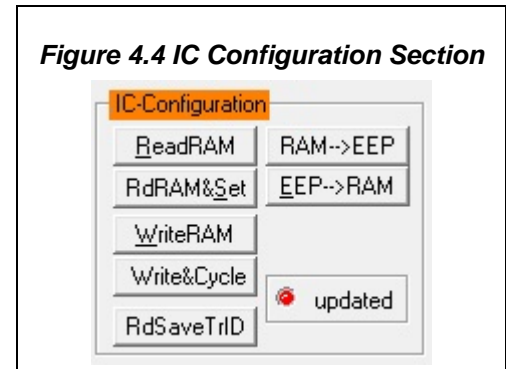 Figure 4.4 IC Configuration Section
IC-Configuration
ReadRAM RAM-->EEP
RdRAM&Set EEP-->RAM
WriteRAM
Write&Cycle
updated
RdSaveTrID